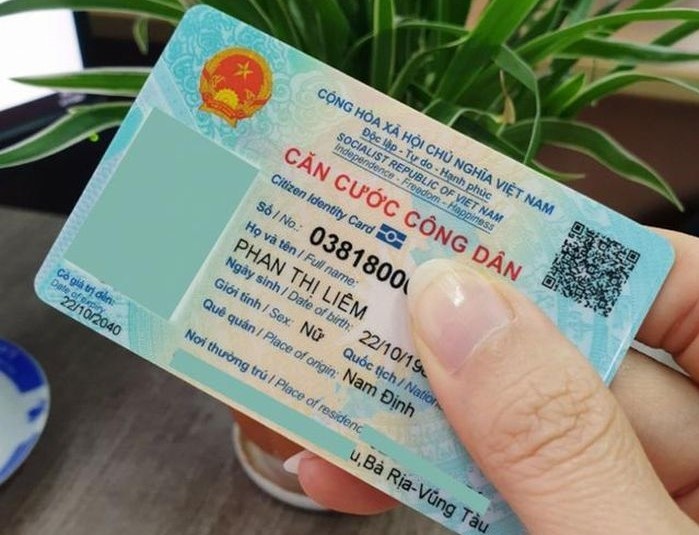 CỘNG HÒA XÃ HỘI CHỦ NGHĨA VIỆT NAM
Độc lập - Tự do - Hạnh phúc
SOCIALIST REPUBLIC OF VIET NAM
Independence - Freedom - Happiness
CĂN CƯỚC CÔNG DÂN
Citizen Identity Card
Số / No.: 0381800
Họ và tên / Full name:
PHAN THỊ LIÊM
Ngày sinh / Date of birth: 22/10/19
Giới tính / Sex: Nữ Quốc tịch / Nation
Quê quán / Place of origin:
Nam Định
Nơi thường trú / Place of residenc
u,Bà Rịa-Vũng Tàu
Có giá trị đến:
Date of expiry
22/10/2040